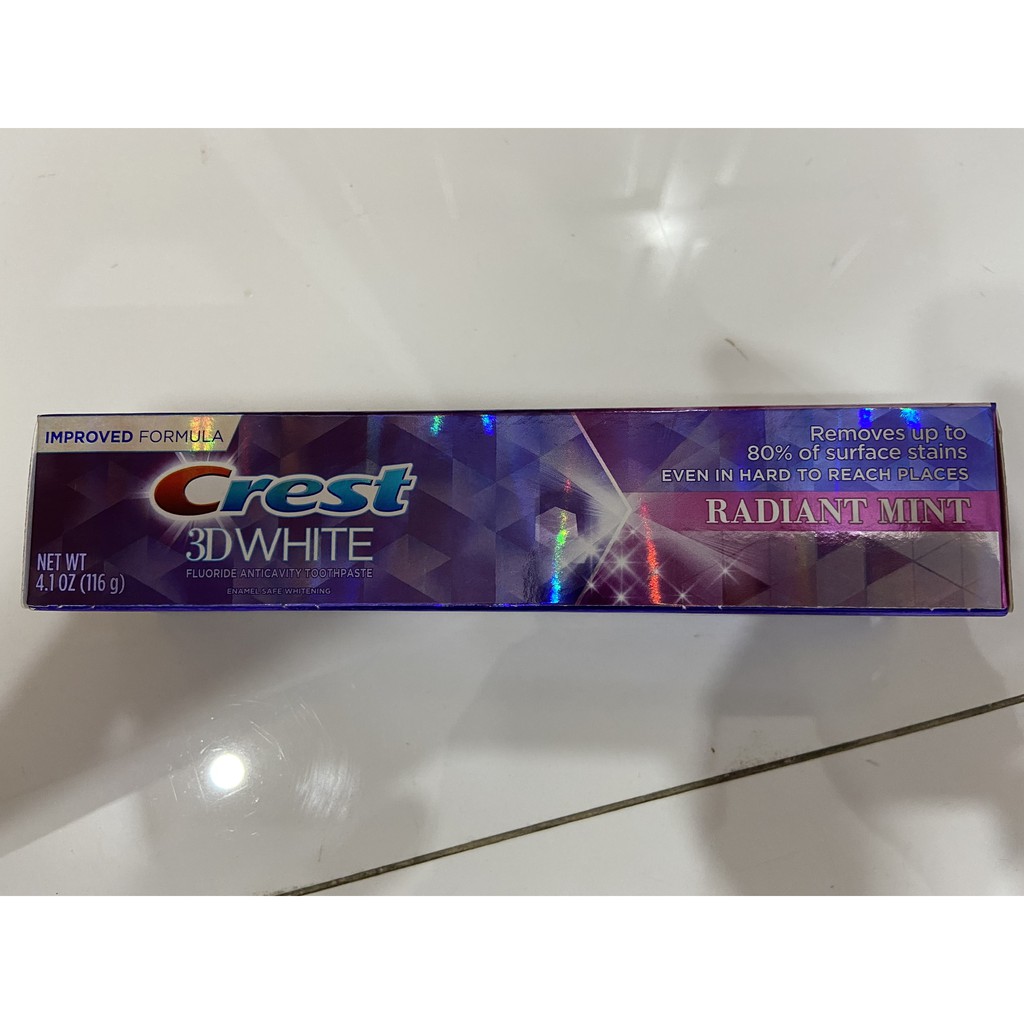 IMPROVED FORMULA
Crest
3D WHITE
FLUORIDE ANTICAVITY TOOTHPASTE
ENAMEL SAFE WHITENING
NET WT
4.1 OZ (116 g)
Removes up to
80% of surface stains
EVEN IN HARD TO REACH PLACES
RADIANT MINT